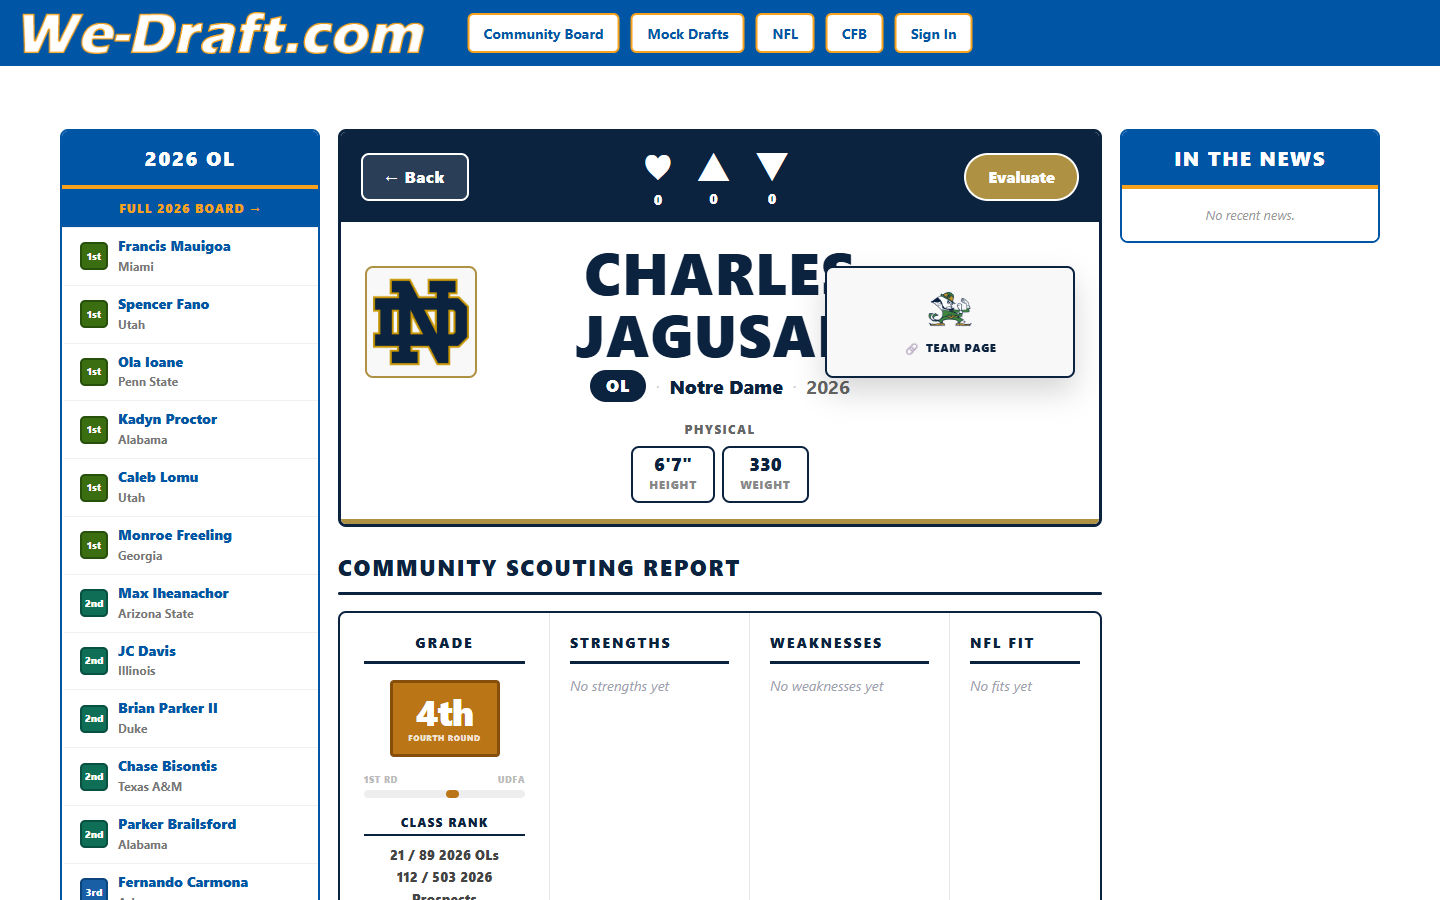 We-Draft.com
Community Board
Mock Drafts
NFL
CFB
Sign In
2026 OL
FULL 2026 BOARD →
1st
Francis Mauigoa
Miami
1st
Spencer Fano
Utah
1st
Ola Ioane
Penn State
1st
Kadyn Proctor
Alabama
1st
Caleb Lomu
Utah
1st
Monroe Freeling
Georgia
2nd
Max Iheanachor
Arizona State
2nd
JC Davis
Illinois
2nd
Brian Parker II
Duke
2nd
Chase Bisontis
Texas A&M
2nd
Parker Brailsford
Alabama
3rd
Fernando Carmona
← Back
0
0
0
Evaluate
ND
CHARLES
JAGUSA
TEAM PAGE
OL · Notre Dame · 2026
PHYSICAL
6'7"
HEIGHT
330
WEIGHT
COMMUNITY SCOUTING REPORT
GRADE
4th
FOURTH ROUND
1ST RD
UDFA
CLASS RANK
21 / 89 2026 OLs
112 / 503 2026
Prospects
STRENGTHS
No strengths yet
WEAKNESSES
No weaknesses yet
NFL FIT
No fits yet
IN THE NEWS
No recent news.